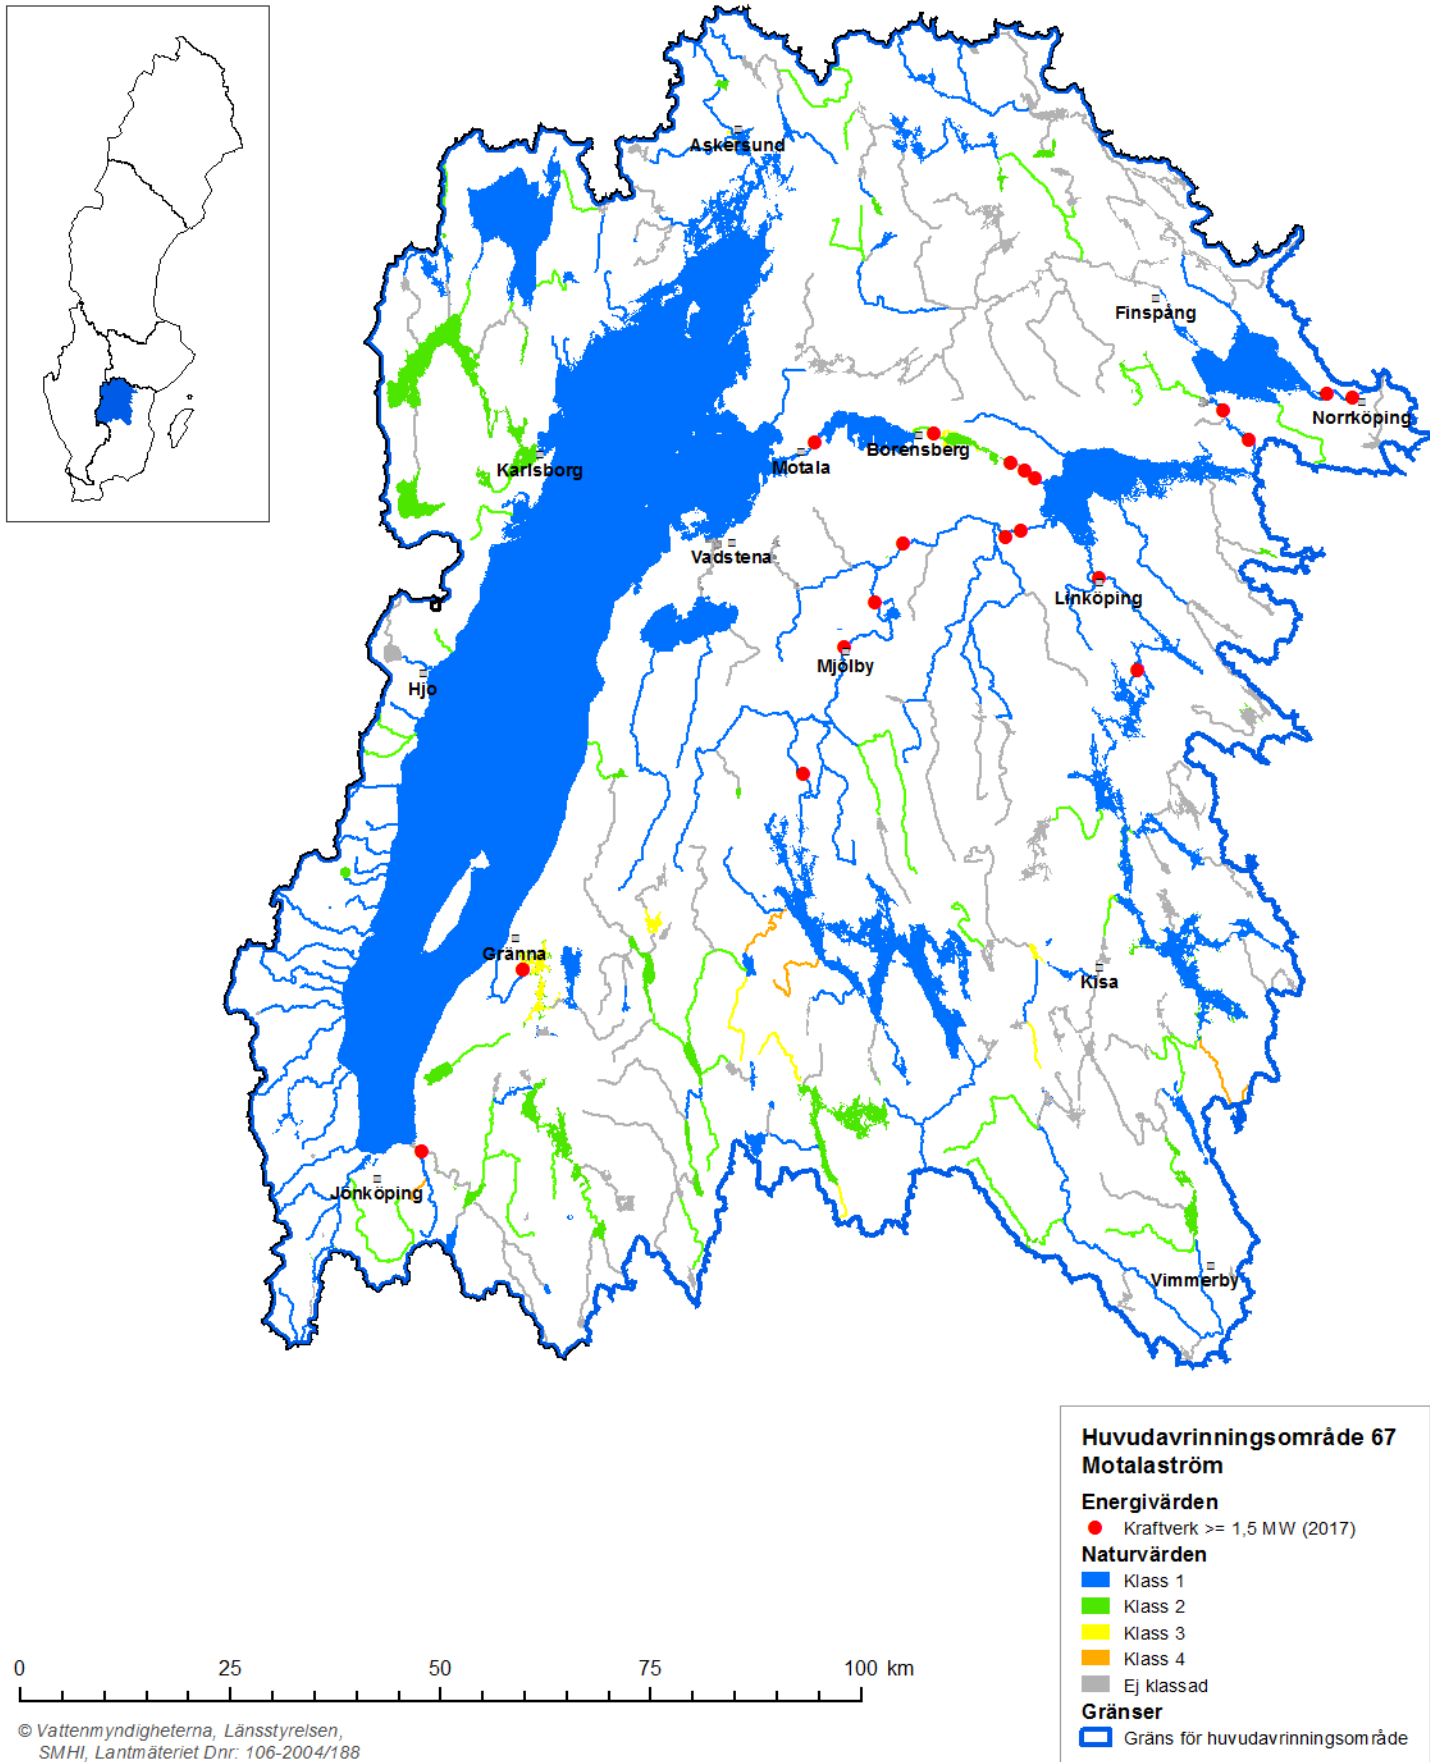 Askersund
Finspång
Norrköping
Karlsborg
Motala
Borensberg
Vadstena
Linköping
Mjölby
Hjo
Gränna
Kisa
Jönköping
Vimmerby
Huvudavrinningsområde 67
Motalaström
Energivärden
Kraftverk >= 1,5 MW (2017)
Naturvärden
Klass 1
Klass 2
Klass 3
Klass 4
Ej klassad
Gränser
Gräns för huvudavrinningsområde
0 25 50 75 100 km
© Vattenmyndigheterna, Länsstyrelsen,
SMHI, Lantmäteriet Dnr: 106-2004/188